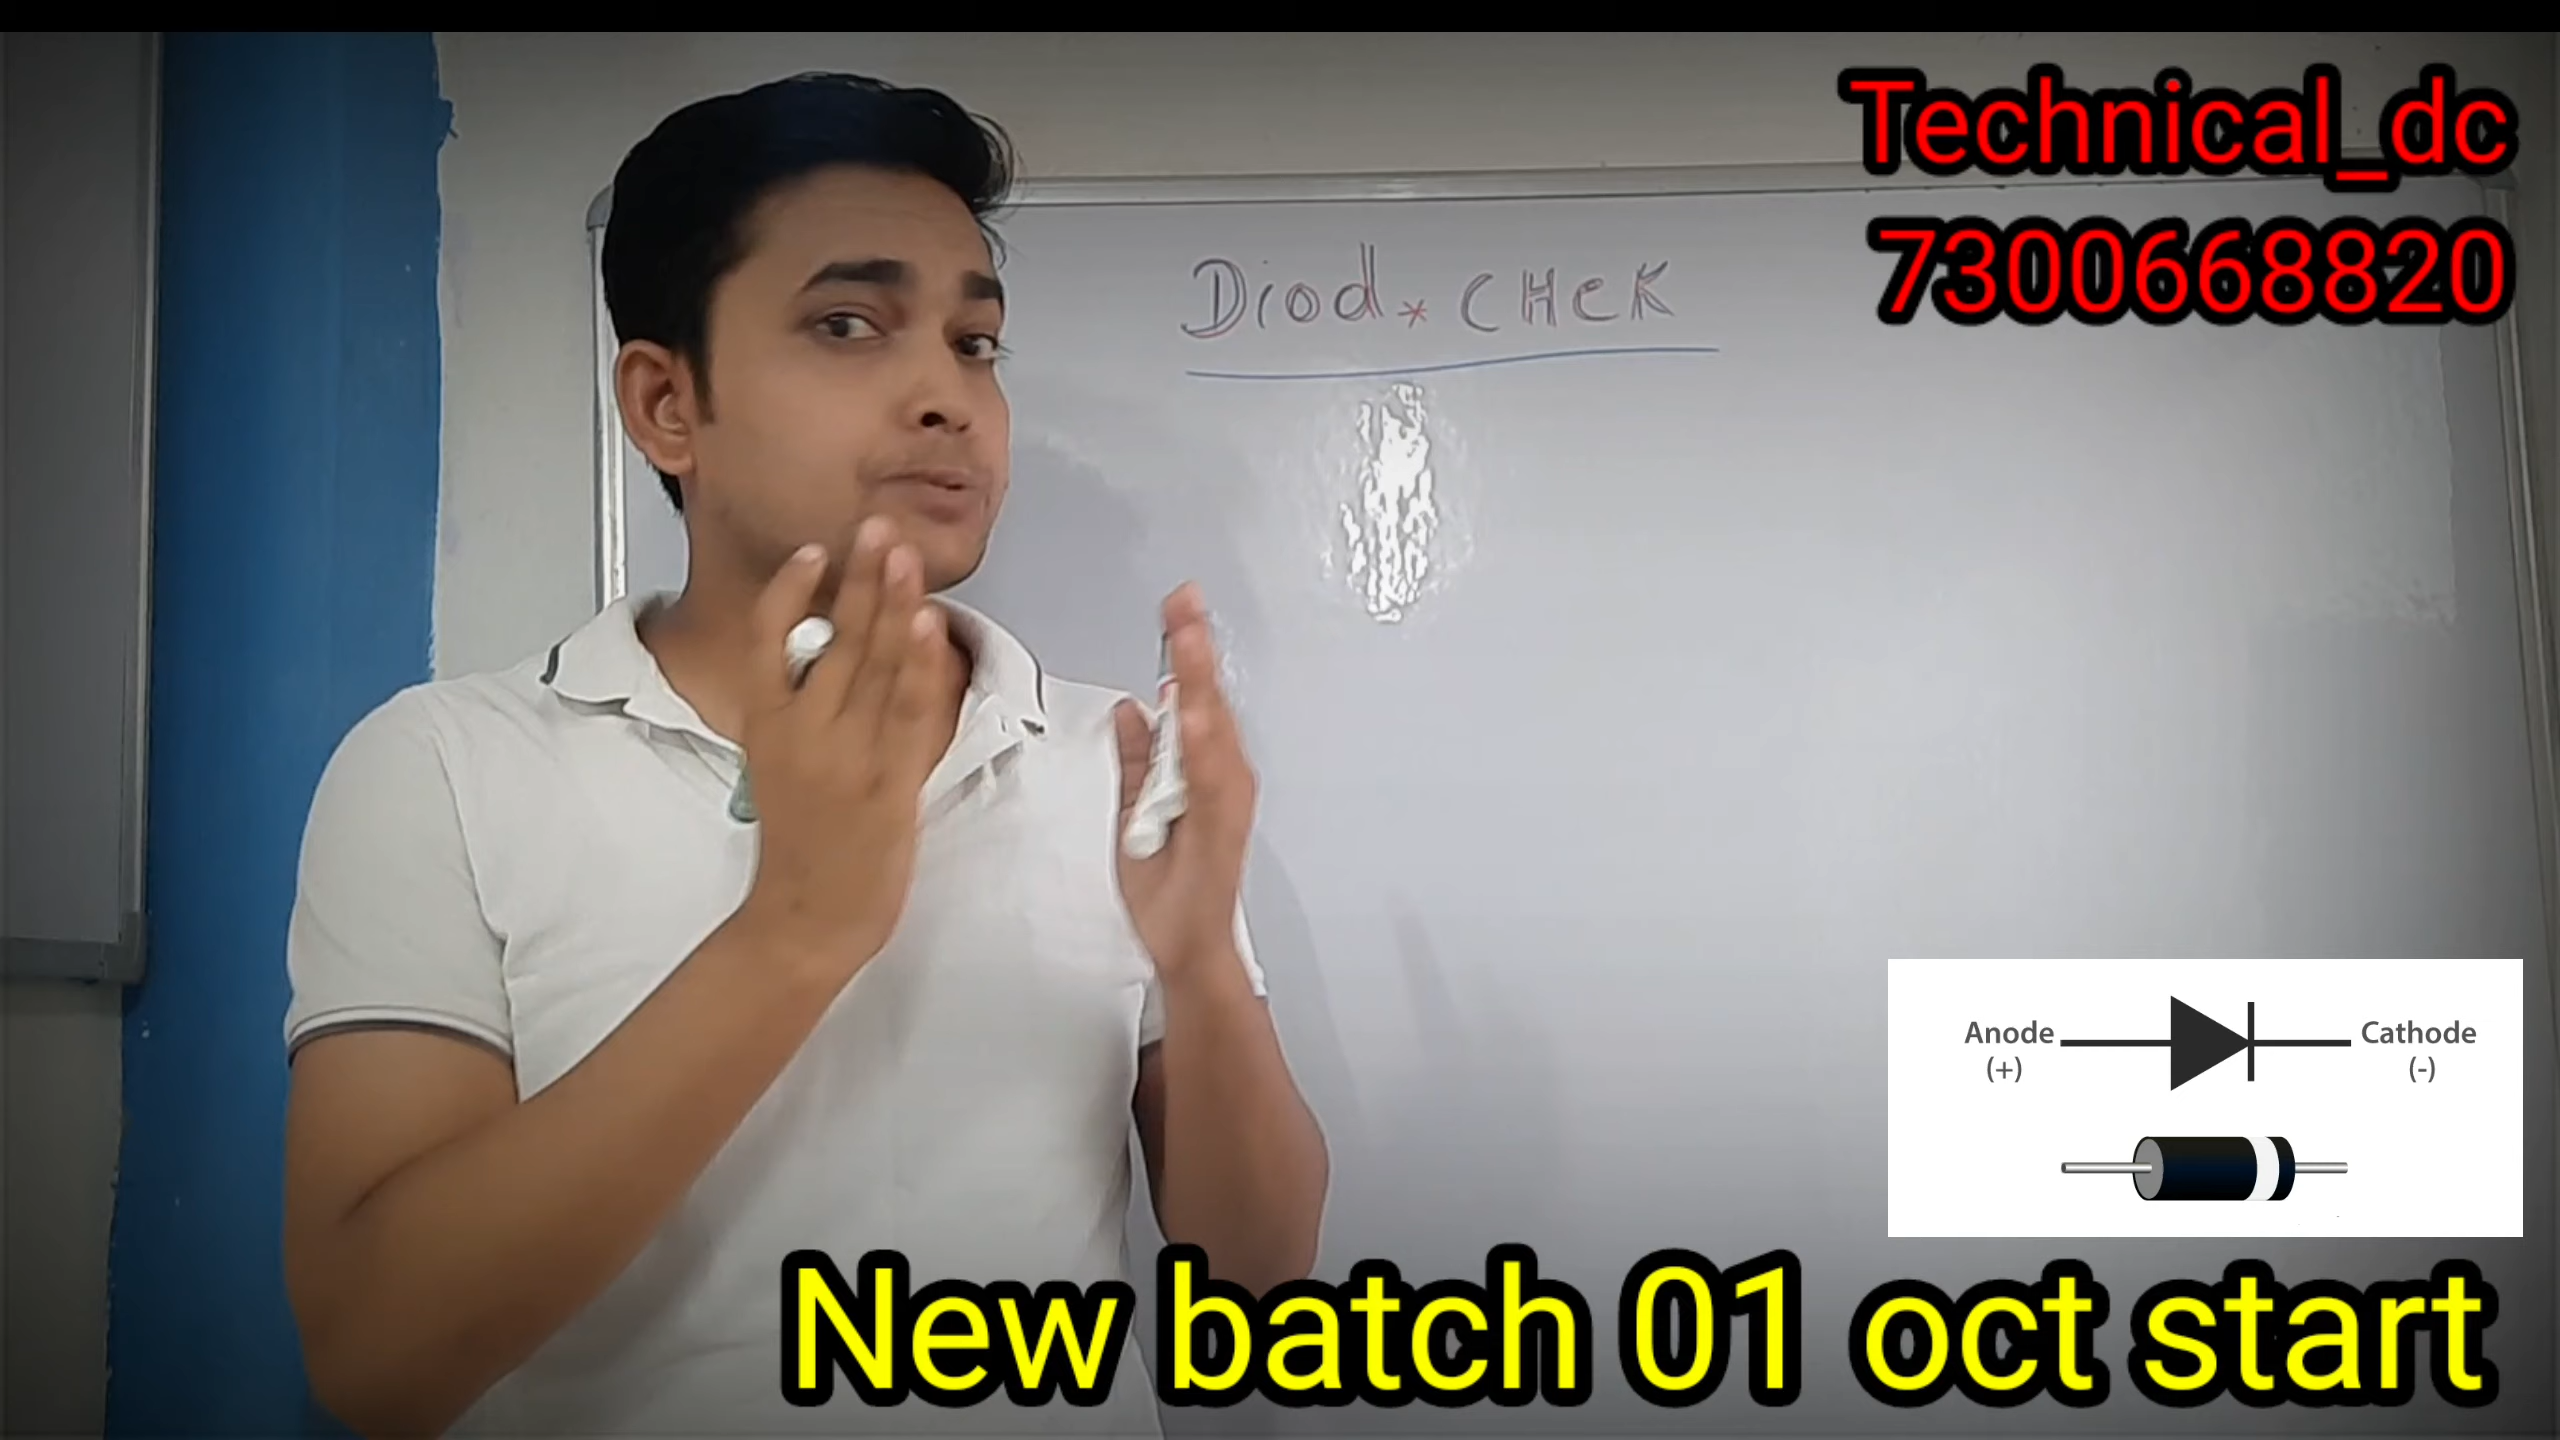 Technical_dc
7300668820
Diod * CHeK
Anode
(+)
Cathode
(-)
New batch 01 oct start